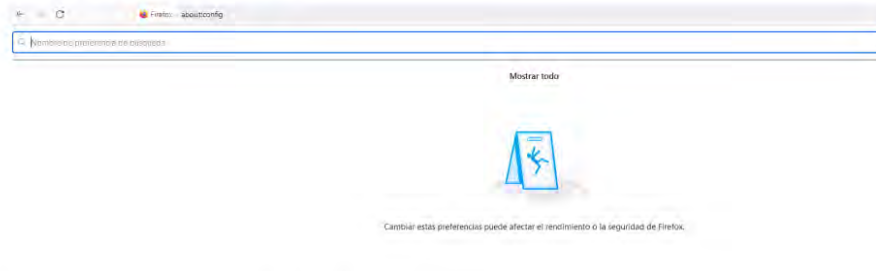 Firefox about:config
Nombre de preferencia de búsqueda
Mostrar todo
Cambiar estas preferencias puede afectar el rendimiento o la seguridad de Firefox.